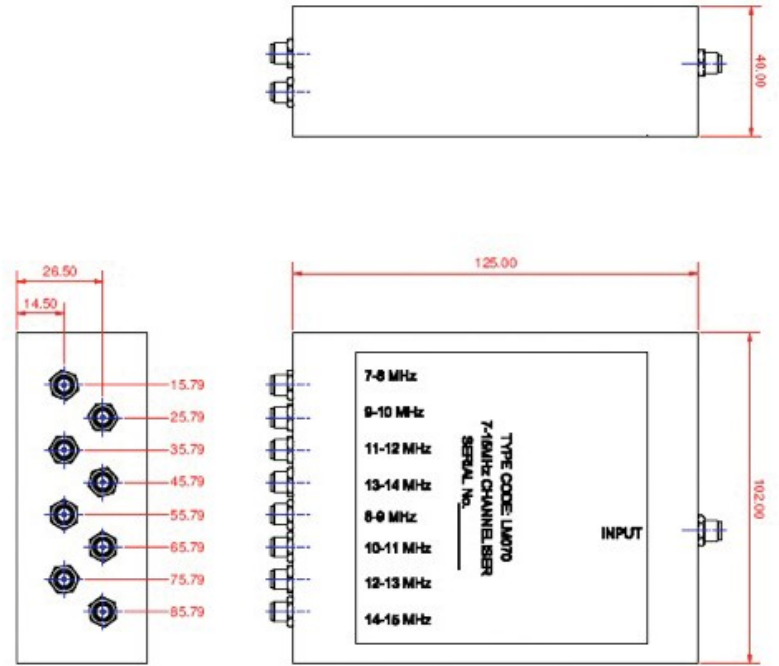 40.00
26.50
14.50
125.00
15.79
25.79
35.79
45.79
55.79
65.79
75.79
85.79
7-8 MHz
9-10 MHz
11-12 MHz
13-14 MHz
8-9 MHz
10-11 MHz
12-13 MHz
14-15 MHz
TYPE CODE: LM070
7-15MHz CHANNELISER
SERIAL No.
INPUT
102.00